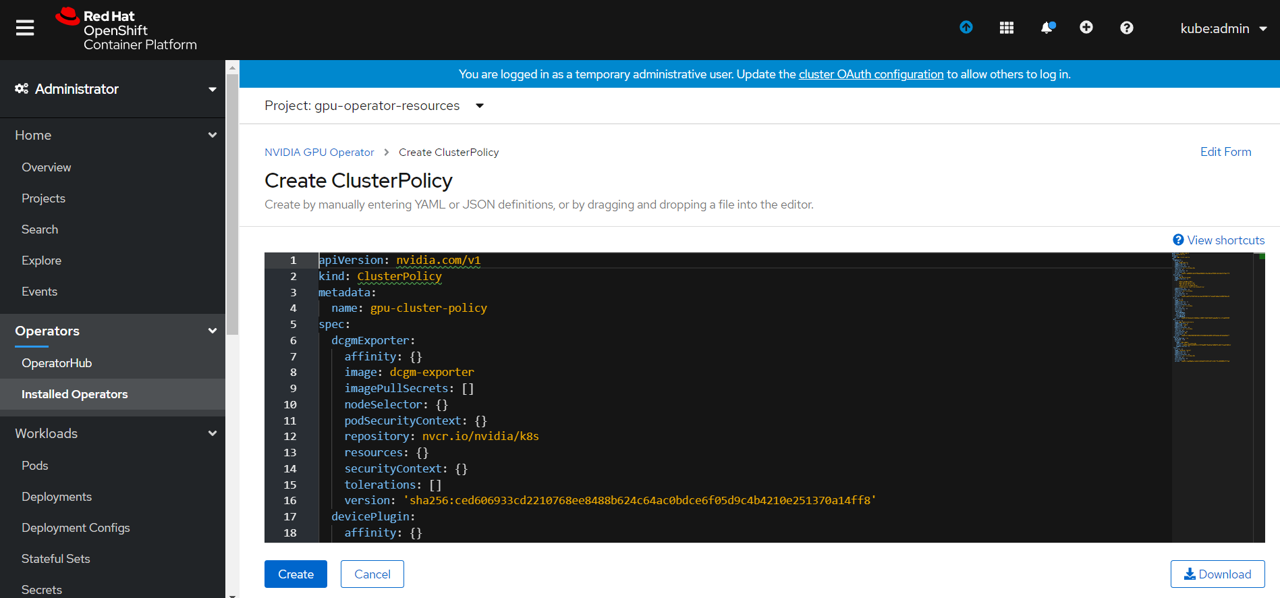 Red Hat
OpenShift
Container Platform
kube:admin
Administrator
Home
Overview
Projects
Search
Explore
Events
Operators
OperatorHub
Installed Operators
Workloads
Pods
Deployments
Deployment Configs
Stateful Sets
Secrets
You are logged in as a temporary administrative user. Update the cluster OAuth configuration to allow others to log in.
Project: gpu-operator-resources
NVIDIA GPU Operator > Create ClusterPolicy
Edit Form
Create ClusterPolicy
Create by manually entering YAML or JSON definitions, or by dragging and dropping a file into the editor.
View shortcuts
1 apiVersion: nvidia.com/v1
2 kind: ClusterPolicy
3 metadata:
4 name: gpu-cluster-policy
5 spec:
6 dcgmExporter:
7 affinity: {}
8 image: dcgm-exporter
9 imagePullSecrets: []
10 nodeSelector: {}
11 podSecurityContext: {}
12 repository: nvcr.io/nvidia/k8s
13 resources: {}
14 securityContext: {}
15 tolerations: []
16 version: 'sha256:ced606933cd2210768ee8488b624c64ac0bdce6f05d9c4b4210e251370a14ff8'
17 devicePlugin:
18 affinity: {}
Create
Cancel
Download